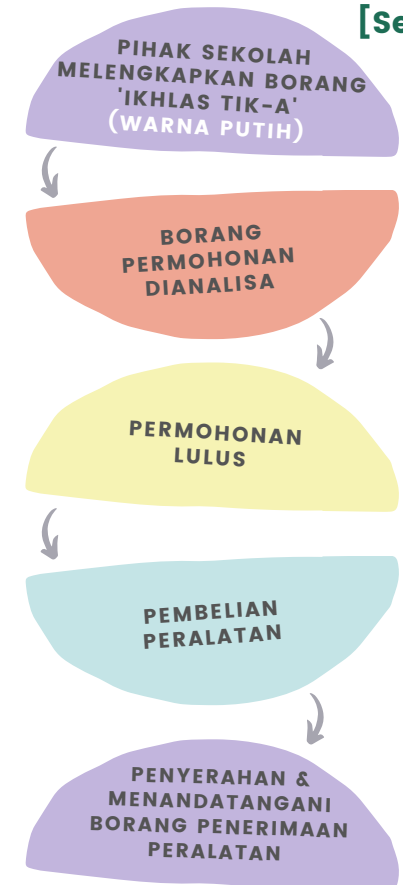 [Se
PIHAK SEKOLAH
MELENGKAPKAN BORANG
'IKHLAS TIK-A'
(WARNA PUTIH)
BORANG
PERMOHONAN
DIANALISA
PERMOHONAN
LULUS
PEMBELIAN
PERALATAN
PENYERAHAN &
MENANDATANGANI
BORANG PENERIMAAN
PERALATAN